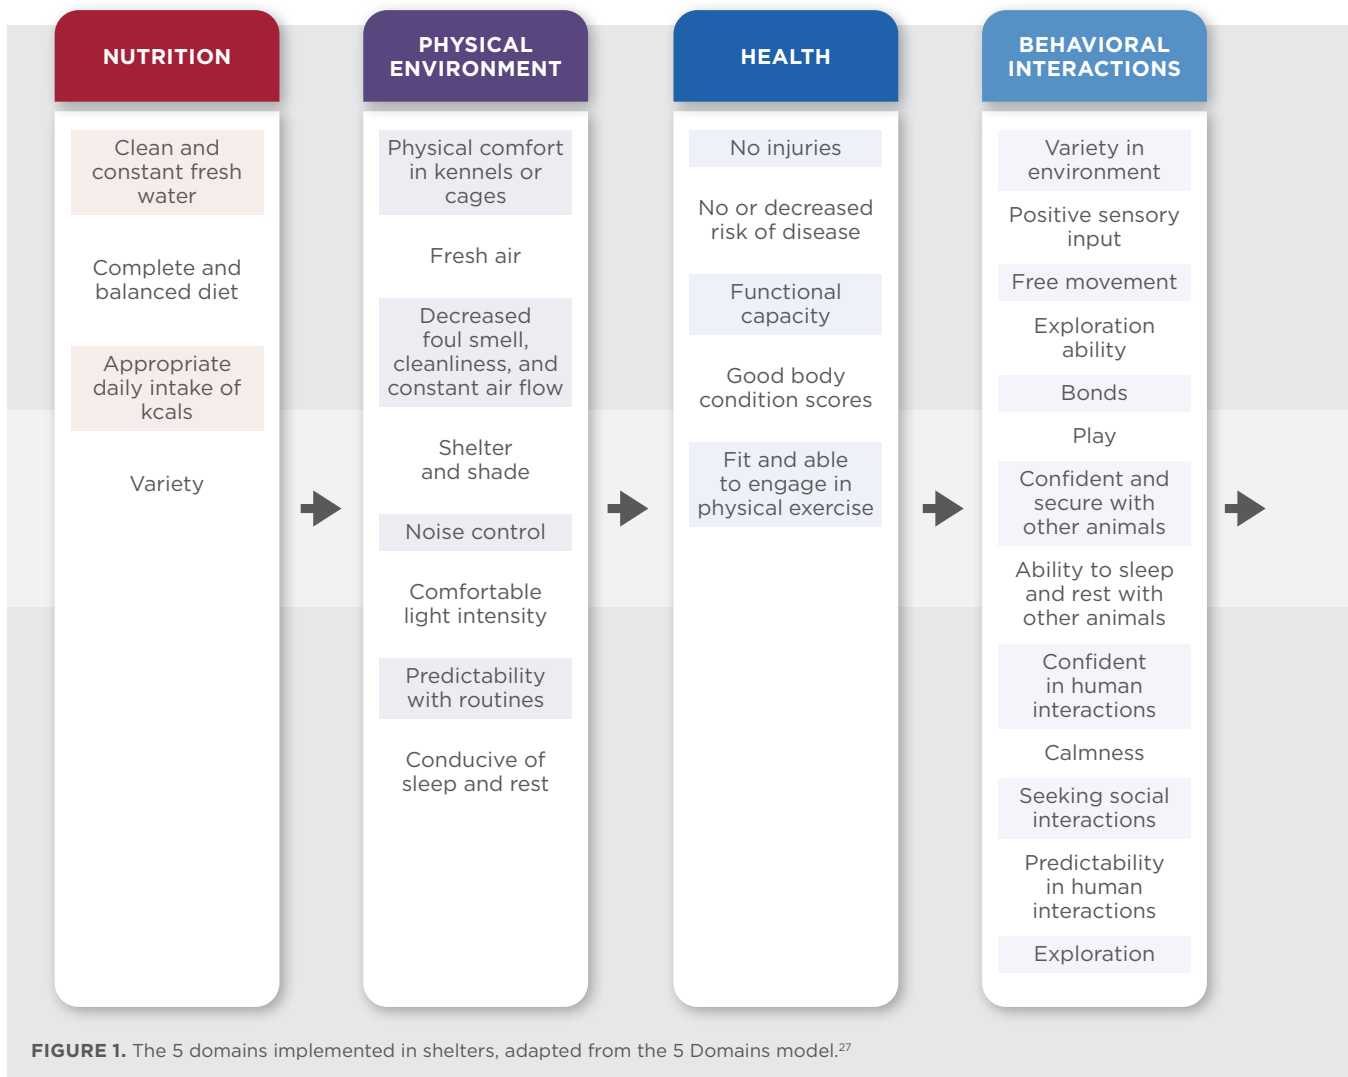 NUTRITION
Clean and
constant fresh
water
Complete and
balanced diet
Appropriate
daily intake of
kcals
Variety
PHYSICAL
ENVIRONMENT
Physical comfort
in kennels or
cages
Fresh air
Decreased
foul smell,
cleanliness, and
constant air flow
Shelter
and shade
Noise control
Comfortable
light intensity
Predictability
with routines
Conducive of
sleep and rest
HEALTH
No injuries
No or decreased
risk of disease
Functional
capacity
Good body
condition scores
Fit and able
to engage in
physical exercise
BEHAVIORAL
INTERACTIONS
Variety in
environment
Positive sensory
input
Free movement
Exploration
ability
Bonds
Play
Confident and
secure with
other animals
Ability to sleep
and rest with
other animals
Confident
in human
interactions
Calmness
Seeking social
interactions
Predictability
in human
interactions
Exploration
FIGURE 1. The 5 domains implemented in shelters, adapted from the 5 Domains model.27